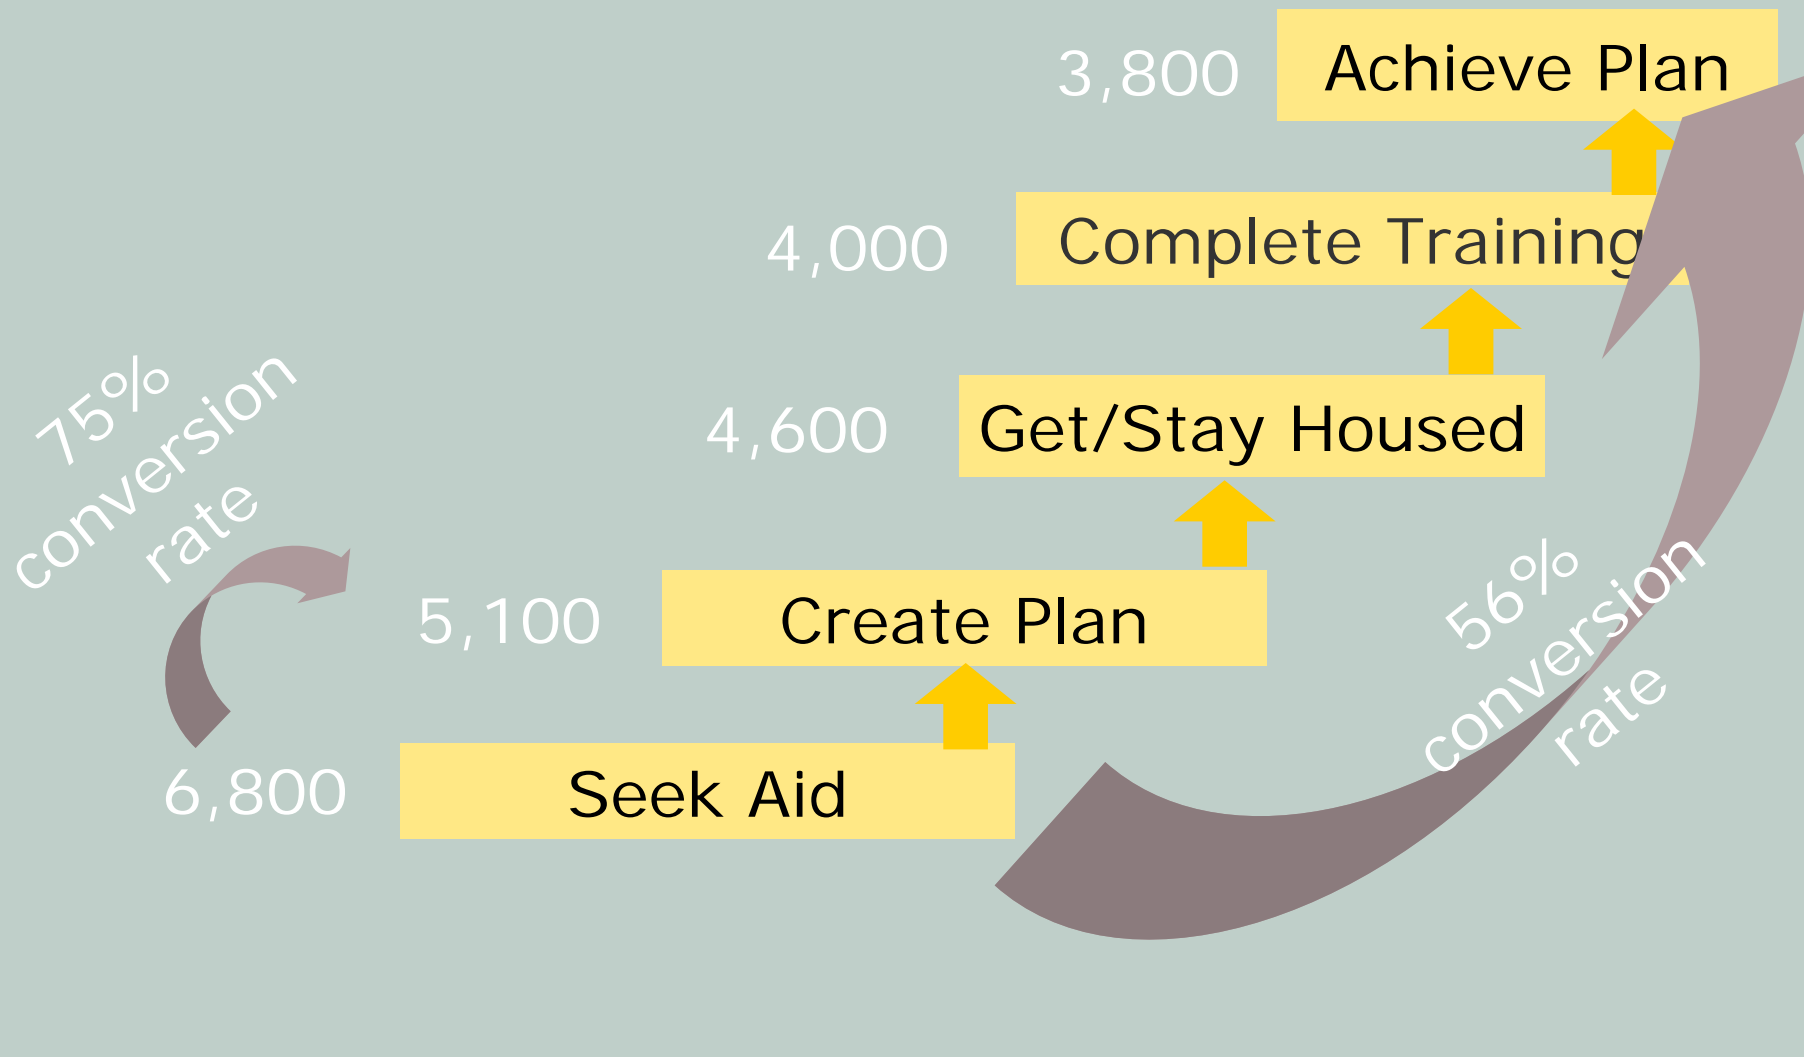 3,800 Achieve Plan
4,000 Complete Training
4,600 Get/Stay Housed
75%
conversion
rate
5,100 Create Plan
56%
conversion
rate
6,800 Seek Aid